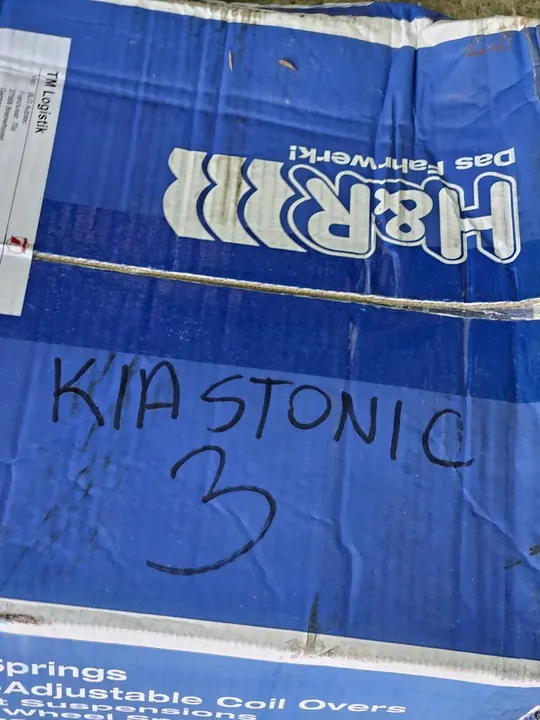 TM Logistik
H&R
Das Fahrwerk!
KIA STONIC
3
Springs
Adjustable Coil Overs
Suspensions